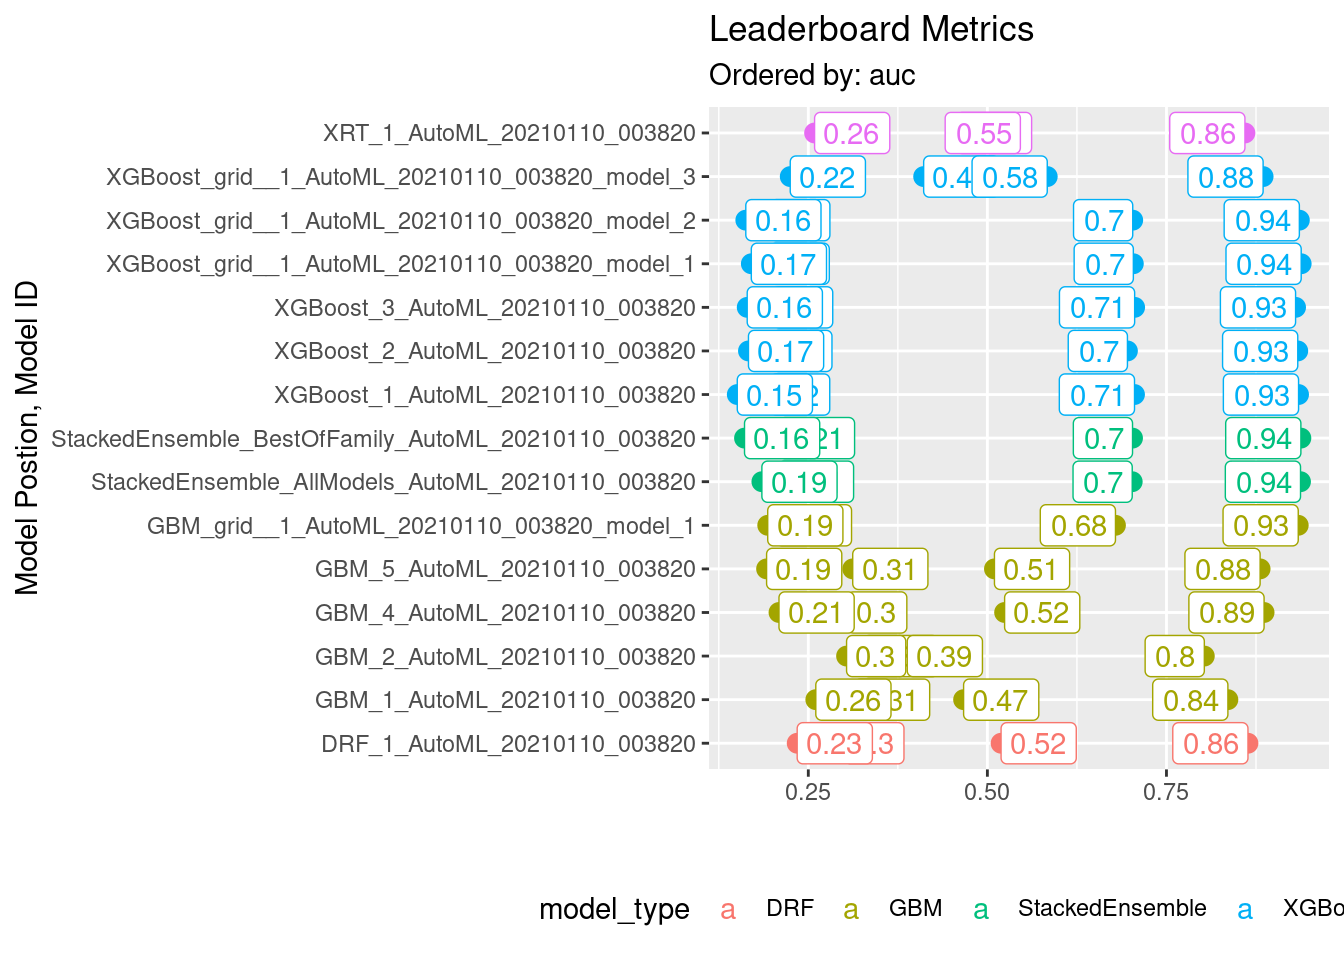 Leaderboard Metrics
Ordered by: auc
Model Postion, Model ID
XRT_1_AutoML_20210110_003820 0.26 0.55 0.86
XGBoost_grid__1_AutoML_20210110_003820_model_3 0.22 0.4 0.58 0.88
XGBoost_grid__1_AutoML_20210110_003820_model_2 0.16 0.7 0.94
XGBoost_grid__1_AutoML_20210110_003820_model_1 0.17 0.7 0.94
XGBoost_3_AutoML_20210110_003820 0.16 0.71 0.93
XGBoost_2_AutoML_20210110_003820 0.17 0.7 0.93
XGBoost_1_AutoML_20210110_003820 0.15 0.71 0.93
StackedEnsemble_BestOfFamily_AutoML_20210110_003820 0.16 21 0.7 0.94
StackedEnsemble_AllModels_AutoML_20210110_003820 0.19 0.7 0.94
GBM_grid__1_AutoML_20210110_003820_model_1 0.19 0.68 0.93
GBM_5_AutoML_20210110_003820 0.19 0.31 0.51 0.88
GBM_4_AutoML_20210110_003820 0.21 0.3 0.52 0.89
GBM_2_AutoML_20210110_003820 0.3 0.39 0.8
GBM_1_AutoML_20210110_003820 0.26 31 0.47 0.84
DRF_1_AutoML_20210110_003820 0.23 .3 0.52 0.86
0.25 0.50 0.75
model_type a DRF a GBM a StackedEnsemble a XGBo